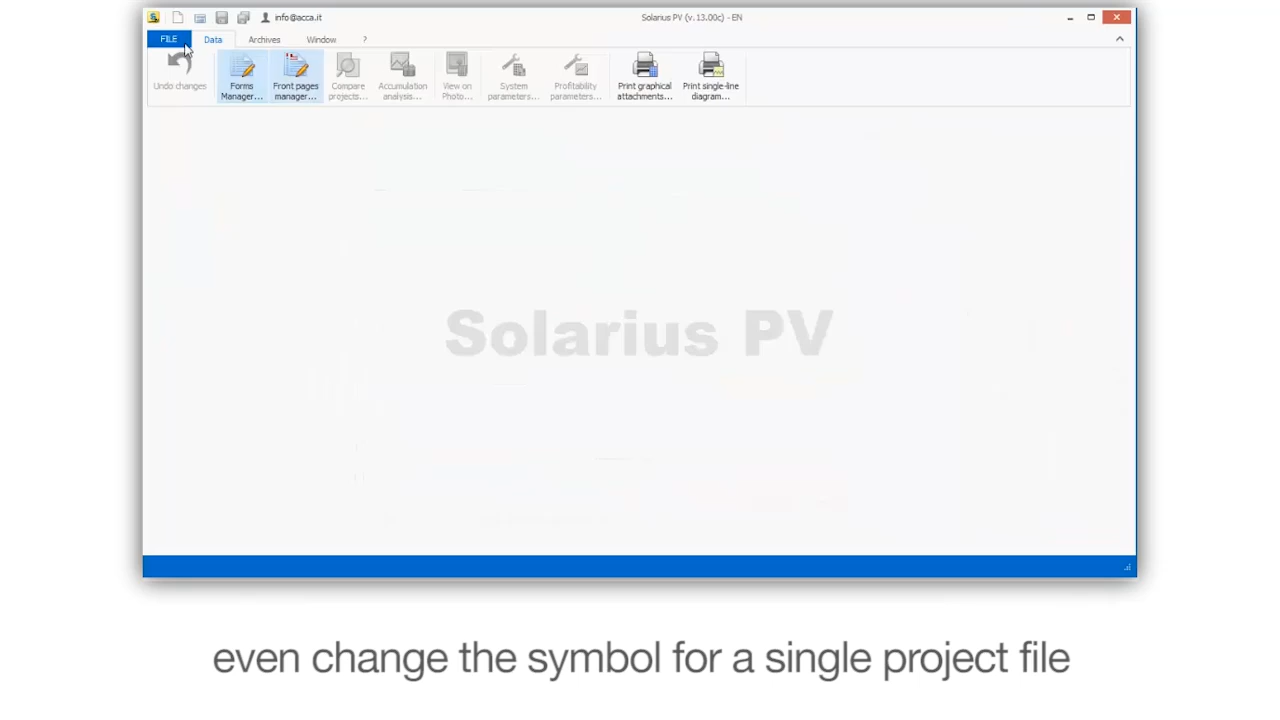 info@acca.it
Solarius PV (v. 13.00c) - EN
FILE
Data
Archives
Window
?
Undo changes
Forms
Manager...
Front pages
manager...
Compare
projects...
Accumulation
analysis...
View on
Photo...
System
parameters...
Profitability
parameters...
Print graphical
attachments...
Print single-line
diagram...
Solarius PV
even change the symbol for a single project file